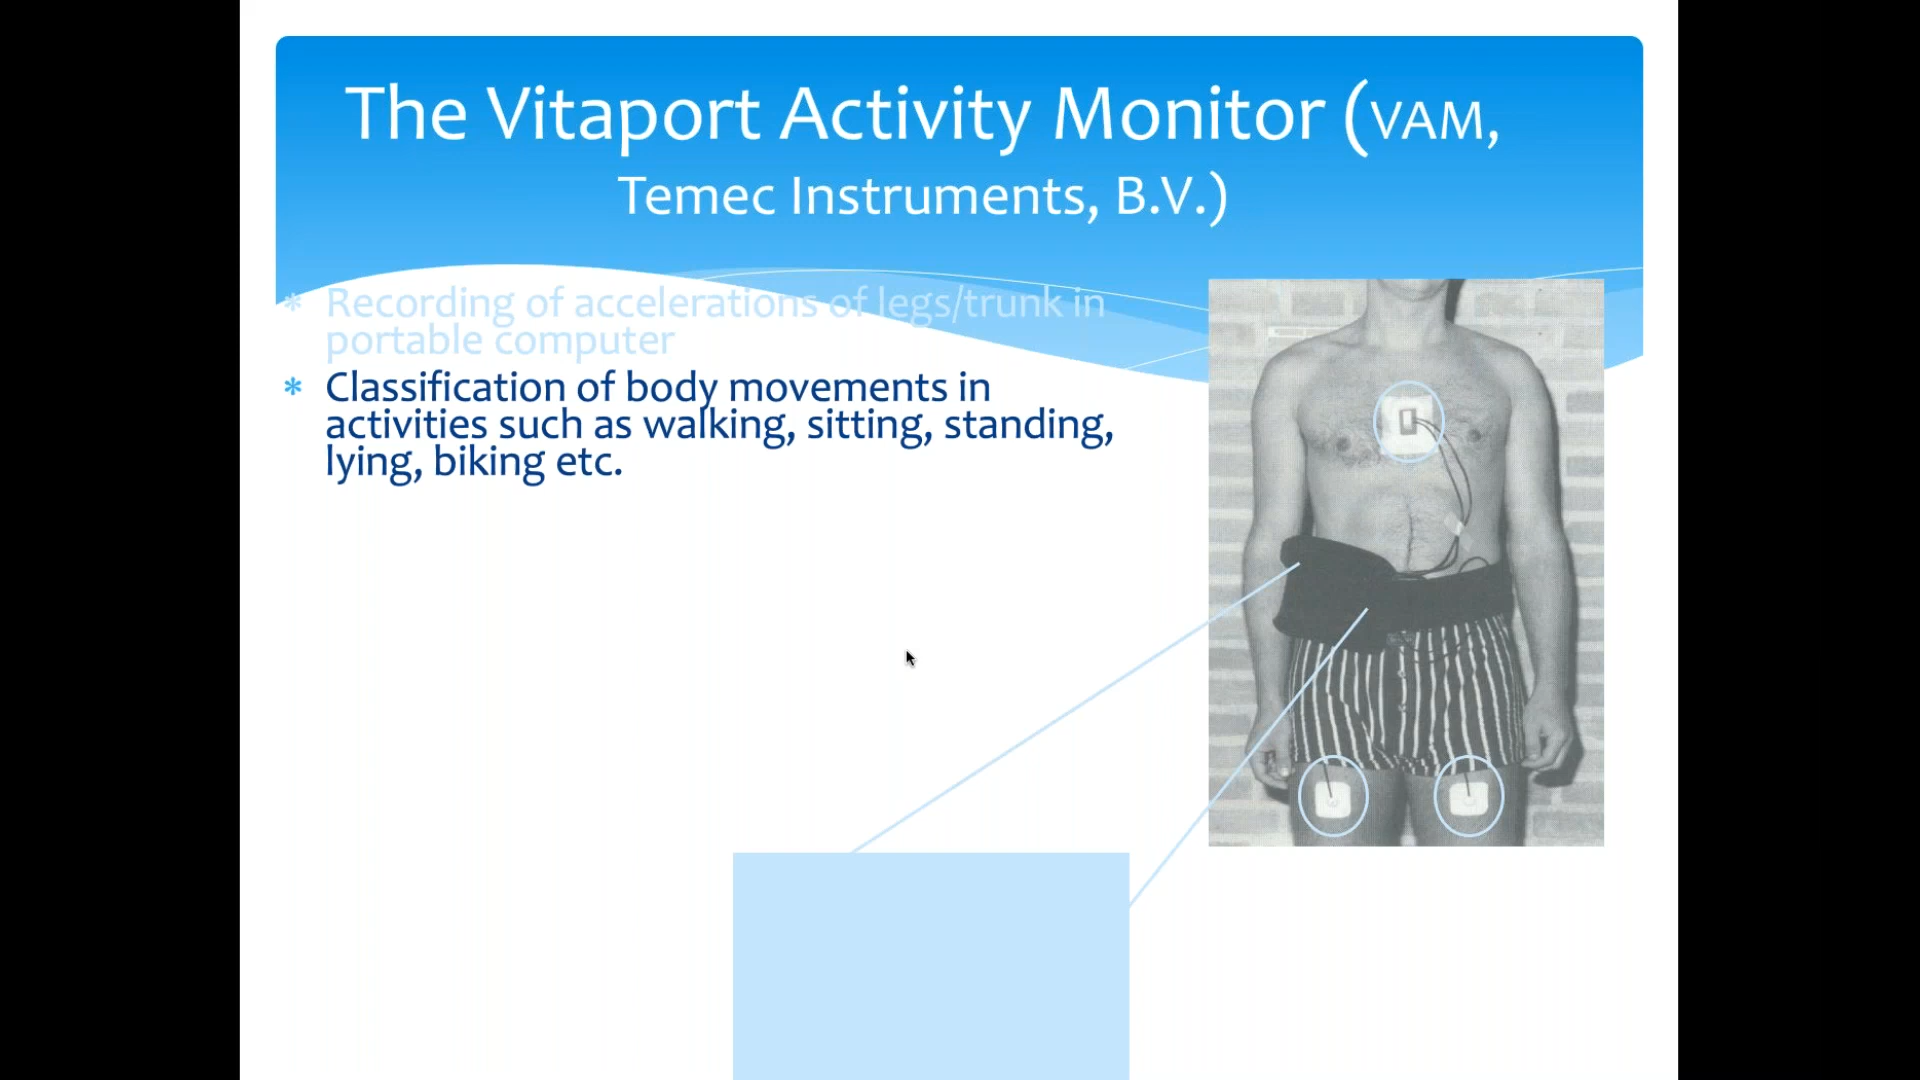 The Vitaport Activity Monitor (VAM,
Temec Instruments, B.V.)
* Recording of accelerations of legs/trunk in
portable computer
* Classification of body movements in
activities such as walking, sitting, standing,
lying, biking etc.